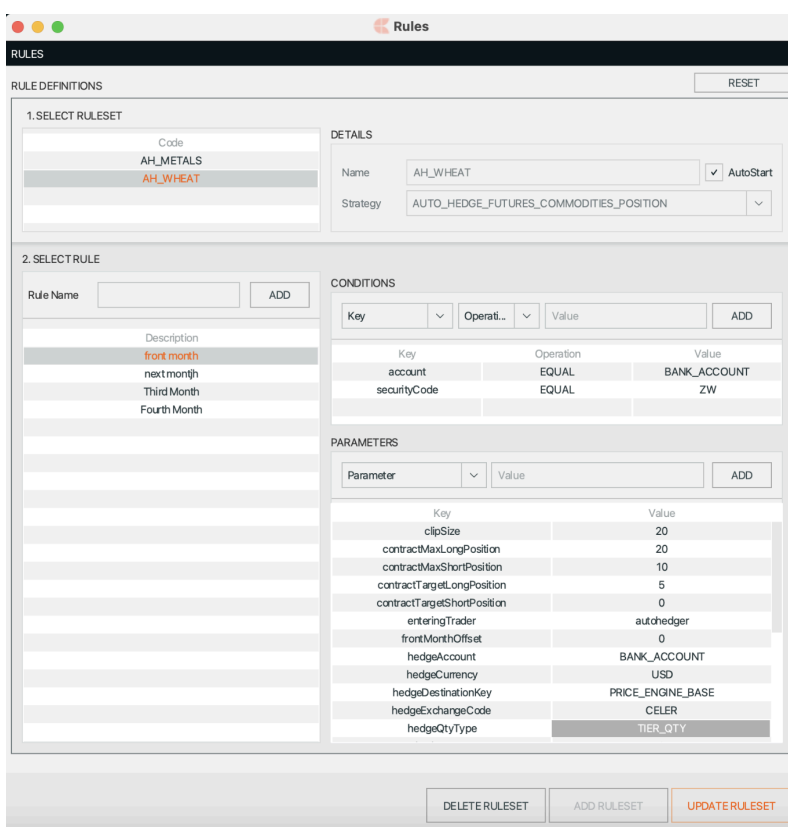 Rules
RULES
RULE DEFINITIONS
RESET
1. SELECT RULESET
Code
AH_METALS
AH_WHEAT
DETAILS
Name AH_WHEAT AutoStart
Strategy AUTO_HEDGE_FUTURES_COMMODITIES_POSITION
2. SELECT RULE
Rule Name ADD
Description
front month
next montjh
Third Month
Fourth Month
CONDITIONS
Key Operati... Value ADD
Key Operation Value
account EQUAL BANK_ACCOUNT
securityCode EQUAL ZW
PARAMETERS
Parameter Value ADD
Key Value
clipSize 20
contractMaxLongPosition 20
contractMaxShortPosition 10
contractTargetLongPosition 5
contractTargetShortPosition 0
enteringTrader autohedger
frontMonthOffset 0
hedgeAccount BANK_ACCOUNT
hedgeCurrency USD
hedgeDestinationKey PRICE_ENGINE_BASE
hedgeExchangeCode CELER
hedgeQtyType TIER_QTY
DELETE RULESET ADD RULESET UPDATE RULESET